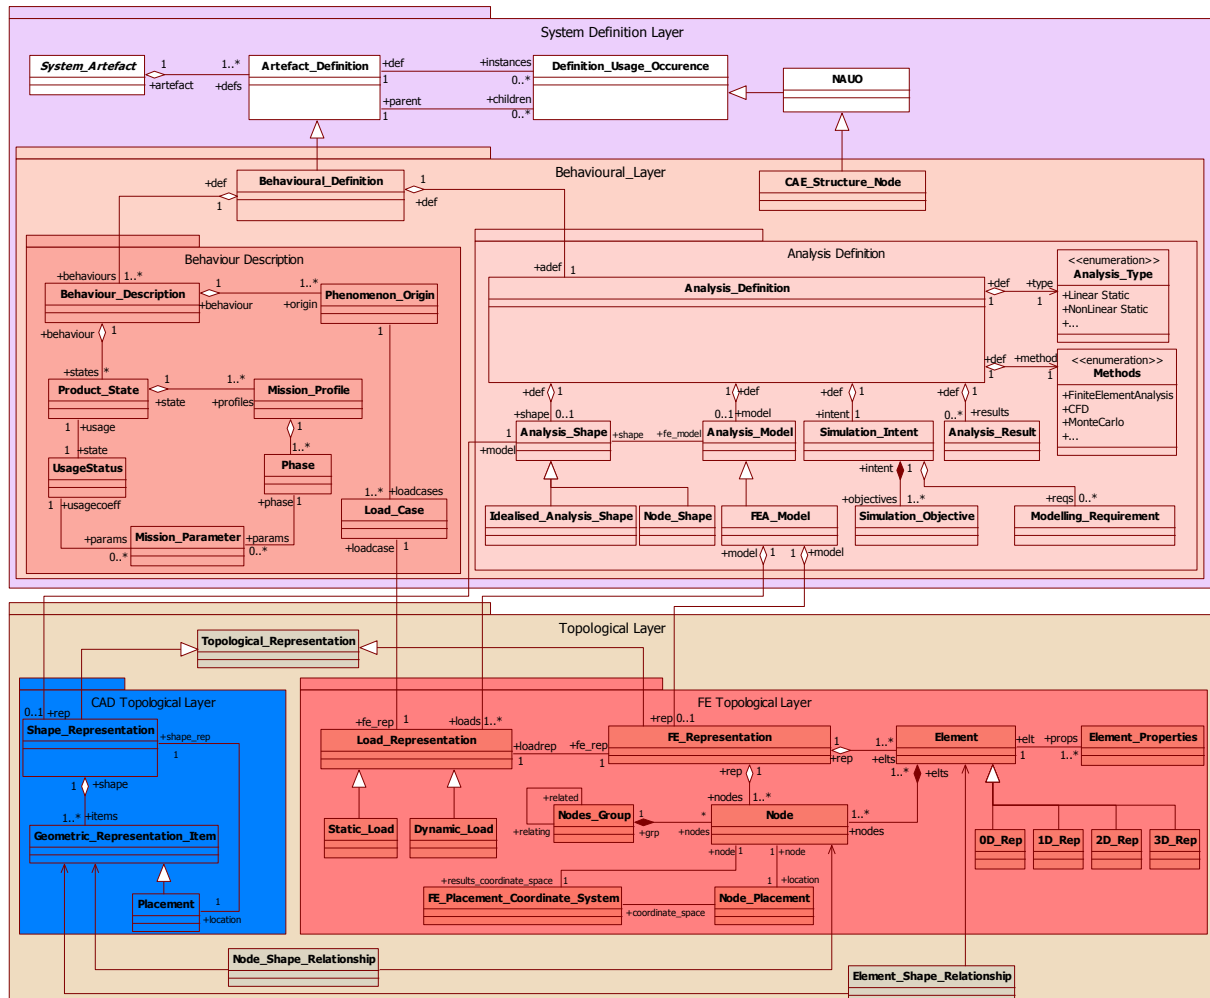 System Definition Layer
System_Artefact
1
+artefact
1..*
+defs
Artefact_Definition
+def
1
+instances
0..*
+parent
1
+children
0..*
Definition_Usage_Occurence
NAUO
Behavioural_Layer
Behavioural_Definition
+def
1
1
+def
CAE_Structure_Node
Behaviour Description
+behaviours
1..*
Behaviour_Description
1
+behaviour
1..*
+origin
Phenomenon_Origin
1
+behaviour
1
+states
*
Product_State
1
+state
1..*
+profiles
Mission_Profile
1
+usage
1
+state
1
UsageStatus
1
1..*
Phase
1
+usagecoeff
+phase
1
1..*
+loadcases
Load_Case
+params
0..*
Mission_Parameter
+params
0..*
+loadcase
1
Analysis Definition
+adef
1
Analysis_Definition
+def
1
+type
1
<<enumeration>>
Analysis_Type
+Linear Static
+NonLinear Static
+...
+def
1
+method
1
<<enumeration>>
Methods
+FiniteElementAnalysis
+CFD
+MonteCarlo
+...
+def
1
1
+def
+def
1
+def
1
+shape
0..1
0..1
+model
+intent
1
0..*
+results
1
+model
Analysis_Shape
+shape
+fe_model
Analysis_Model
Simulation_Intent
Analysis_Result
+intent
1
+objectives
1..*
+reqs
0..*
Idealised_Analysis_Shape
Node_Shape
FEA_Model
Simulation_Objective
Modelling_Requirement
+model
1
1
+model
Topological Layer
Topological_Representation
CAD Topological Layer
0..1
+rep
Shape_Representation
+shape_rep
1
+shape
1
1..*
+items
Geometric_Representation_Item
Placement
1
+location
FE Topological Layer
+fe_rep
1
+loads
1..*
+rep
0..1
Load_Representation
+loadrep
1
+fe_rep
1
FE_Representation
1
+rep
1..*
+elts
Element
+elt
1
+props
1..*
Element_Properties
+rep
1
1..*
+elts
+nodes
1..*
Static_Load
Dynamic_Load
+related
+relating
Nodes_Group
1
+grp
*
+nodes
Node
1..*
+nodes
0D_Rep
1D_Rep
2D_Rep
3D_Rep
+node
1
1
+node
+results_coordinate_space
1
1
+location
FE_Placement_Coordinate_System
+coordinate_space
Node_Placement
Node_Shape_Relationship
Element_Shape_Relationship